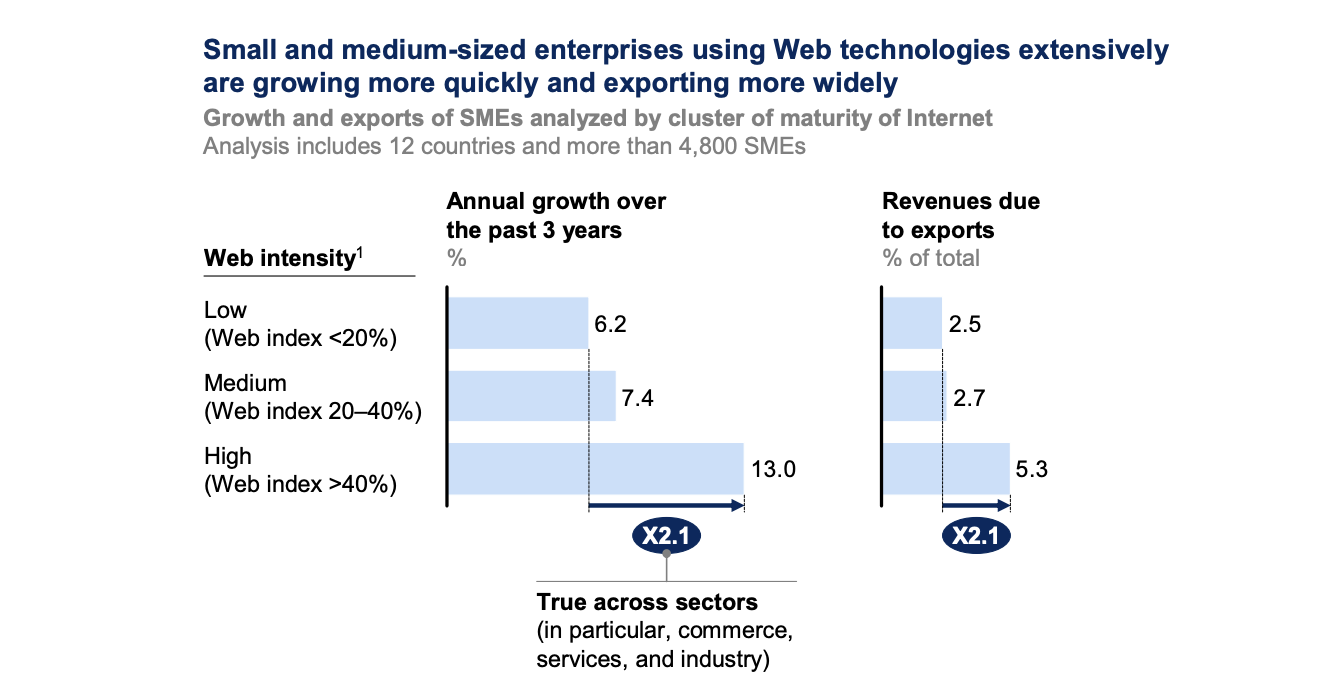 Small and medium-sized enterprises using Web technologies extensively
are growing more quickly and exporting more widely
Growth and exports of SMEs analyzed by cluster of maturity of Internet
Analysis includes 12 countries and more than 4,800 SMEs
Annual growth over
the past 3 years
%
Revenues due
to exports
% of total
Web intensity¹
Low
(Web index <20%)
6.2
2.5
Medium
(Web index 20–40%)
7.4
2.7
High
(Web index >40%)
13.0
5.3
X2.1
X2.1
True across sectors
(in particular, commerce,
services, and industry)